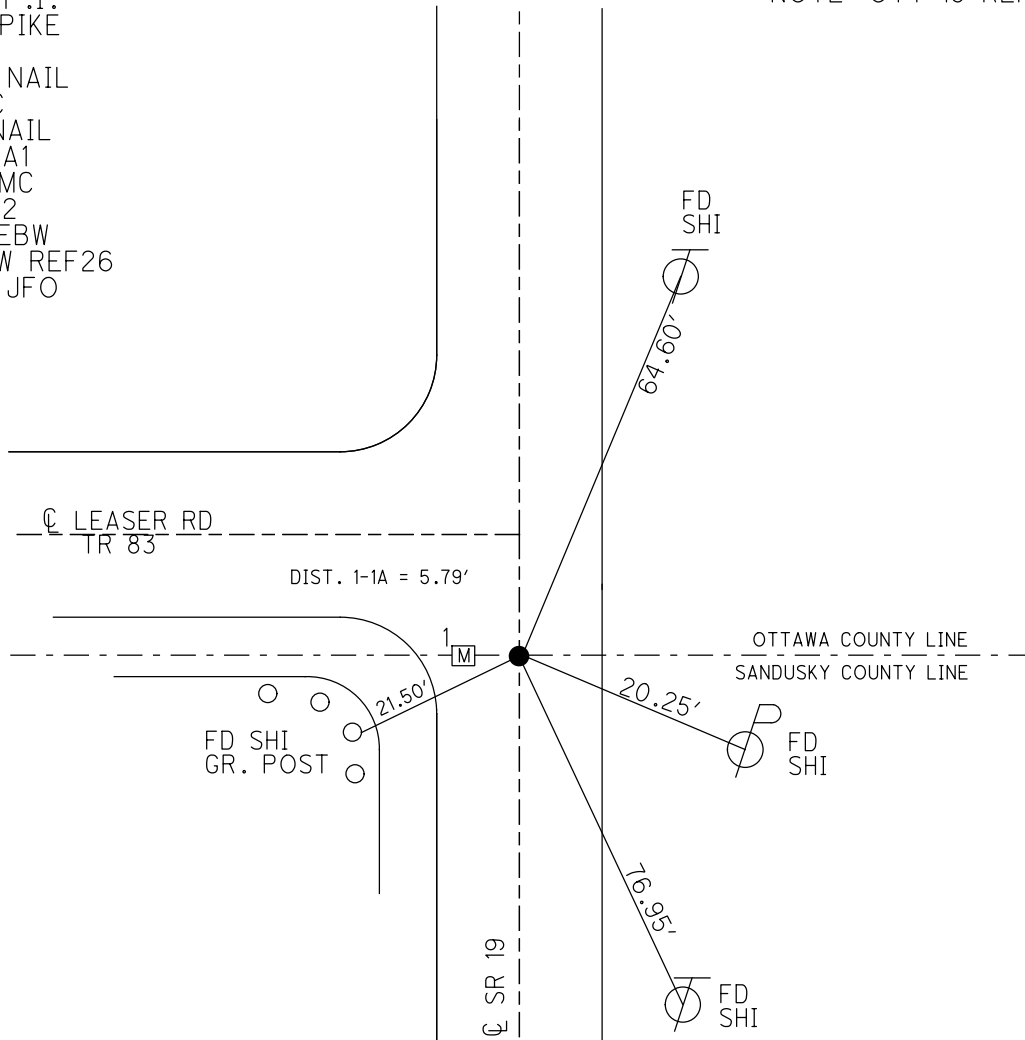 PIKE
NAIL
NAIL
A1
MC
2
EBW
W REF26
JFO
FD
SHI
64.60'
℄ LEASER RD
TR 83
DIST. 1-1A = 5.79'
1
M
OTTAWA COUNTY LINE
SANDUSKY COUNTY LINE
21.50'
20.25'
FD SHI
GR. POST
FD
SHI
76.95'
℄ SR 19
FD
SHI